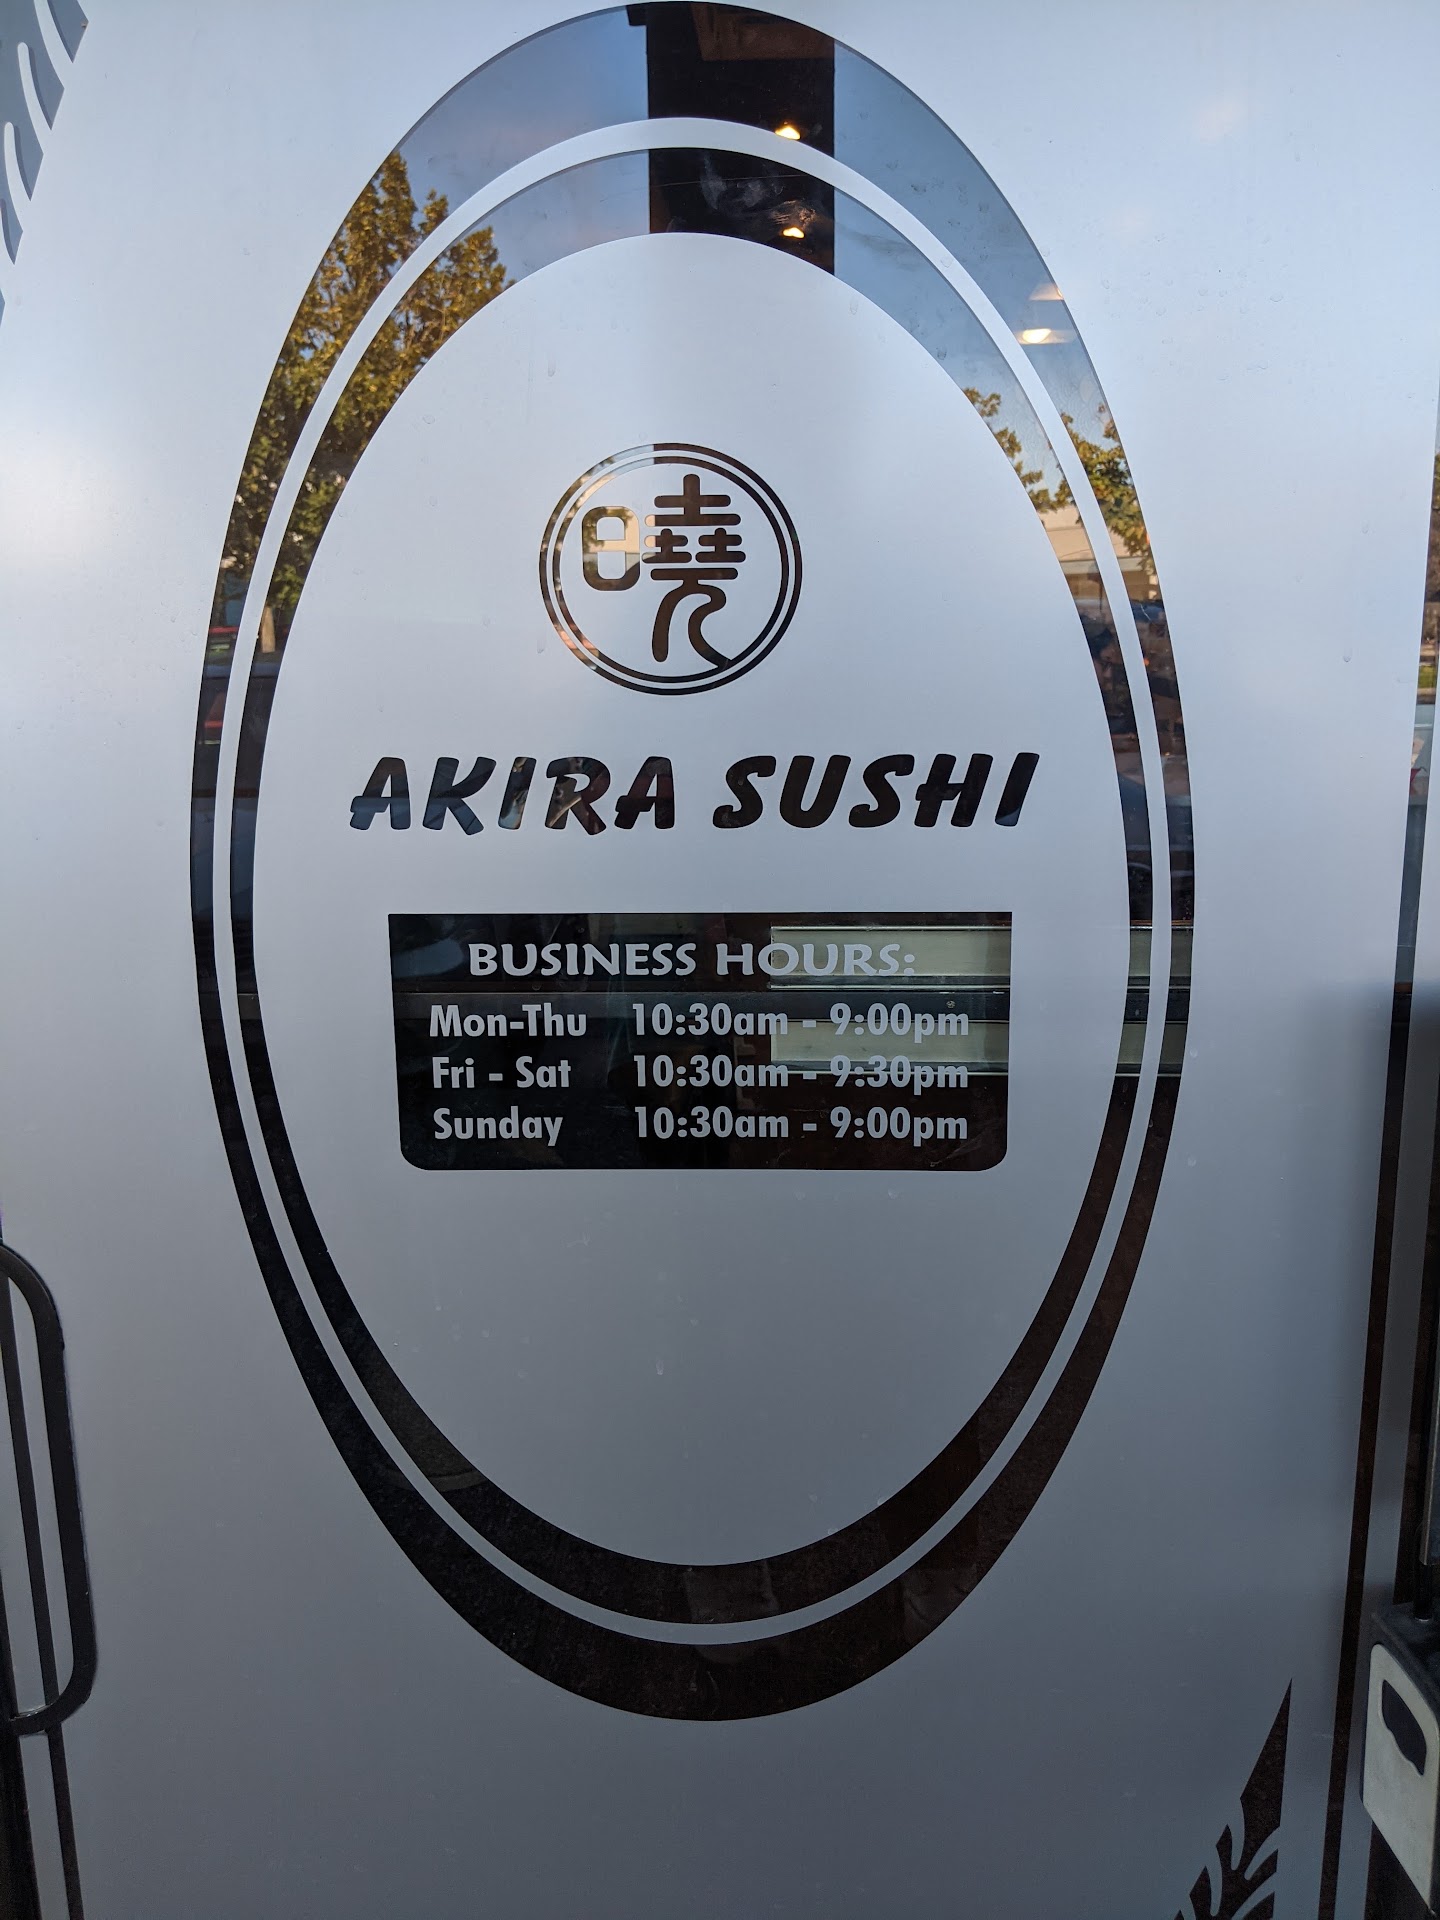 曉
AKIRA SUSHI
BUSINESS HOURS:
Mon-Thu 10:30am - 9:00pm
Fri - Sat 10:30am - 9:30pm
Sunday 10:30am - 9:00pm